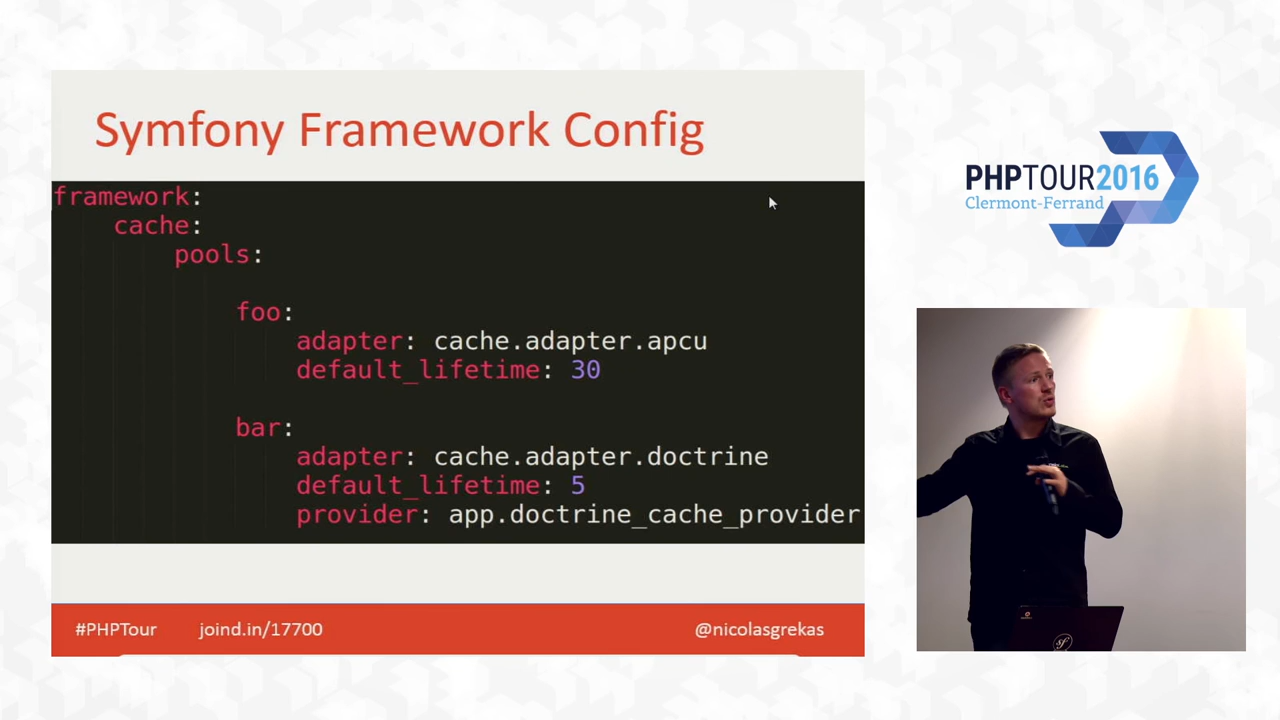 Symfony Framework Config
framework:
cache:
pools:
foo:
adapter: cache.adapter.apcu
default_lifetime: 30
bar:
adapter: cache.adapter.doctrine
default_lifetime: 5
provider: app.doctrine_cache_provider
#PHPTour joind.in/17700 @nicolasgrekas
PHPTOUR2016
Clermont-Ferrand
sf